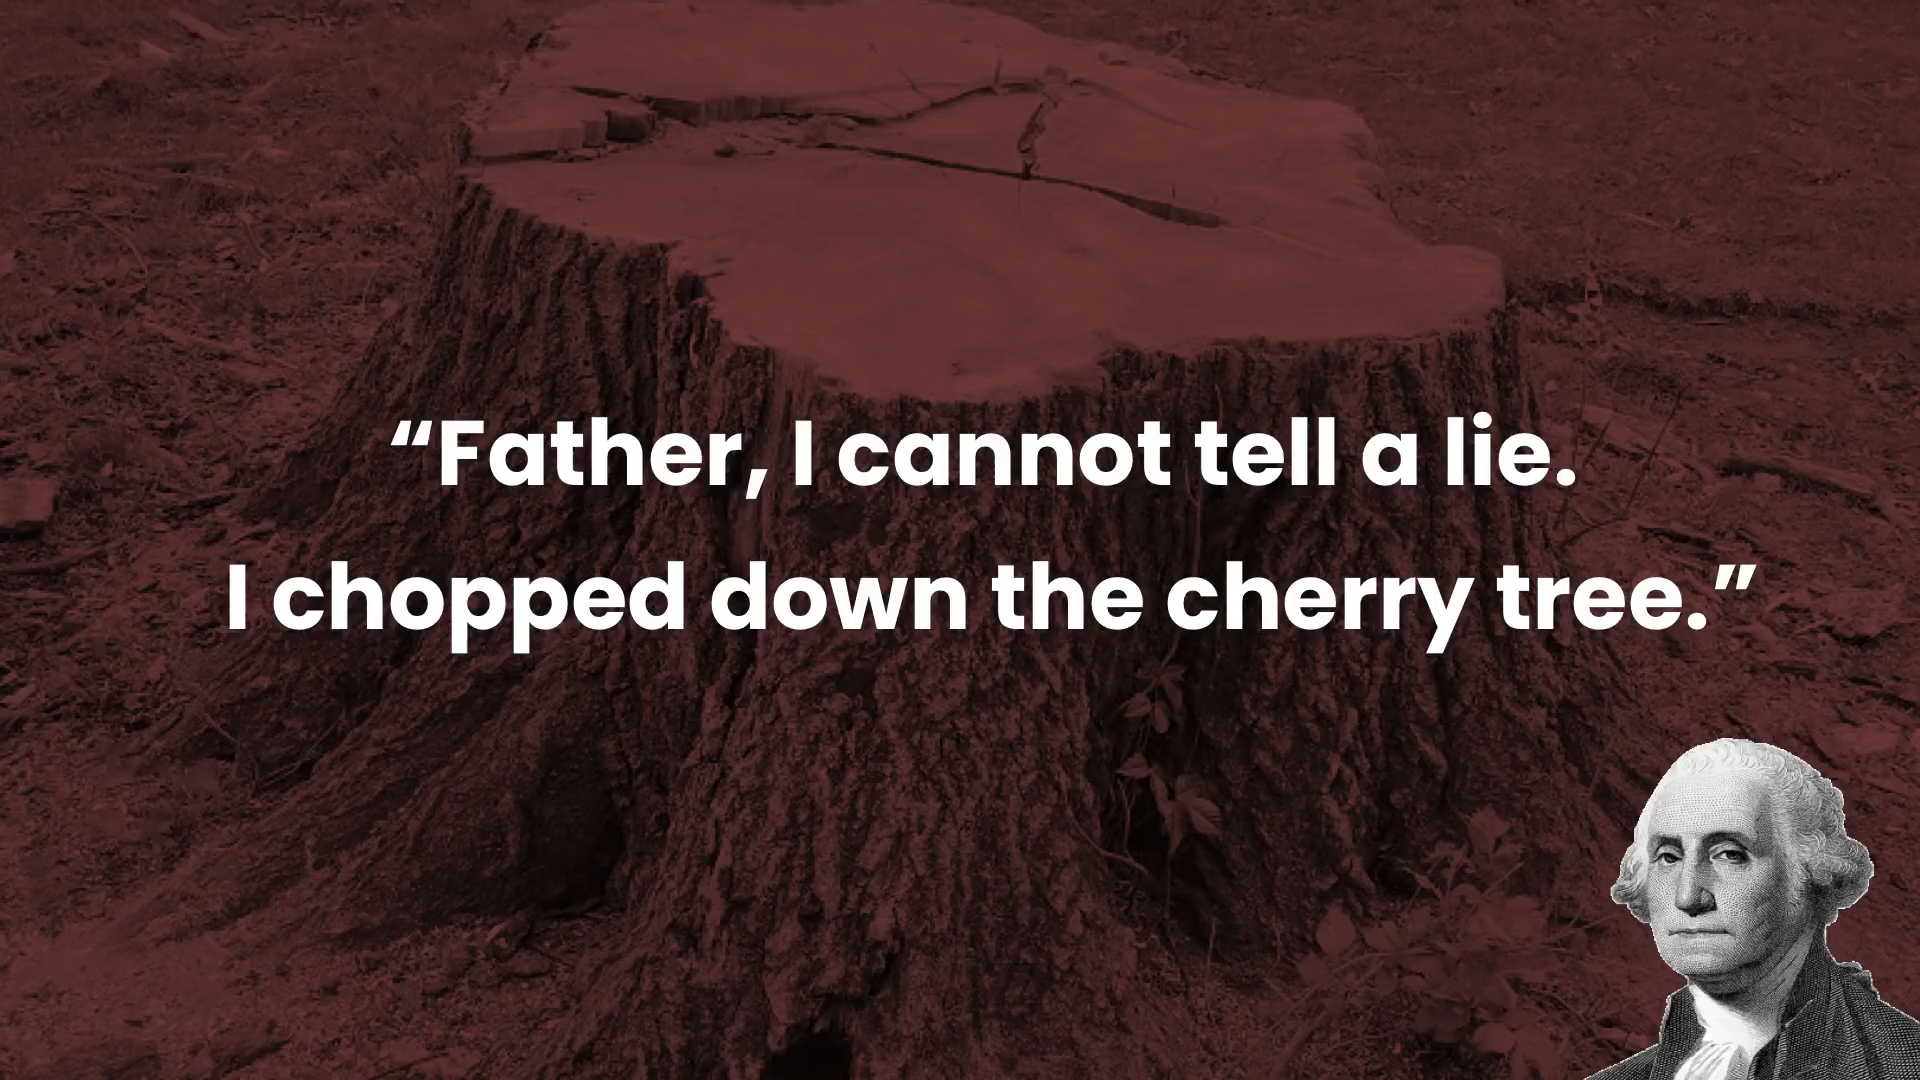 “Father, I cannot tell a lie.
I chopped down the cherry tree.”